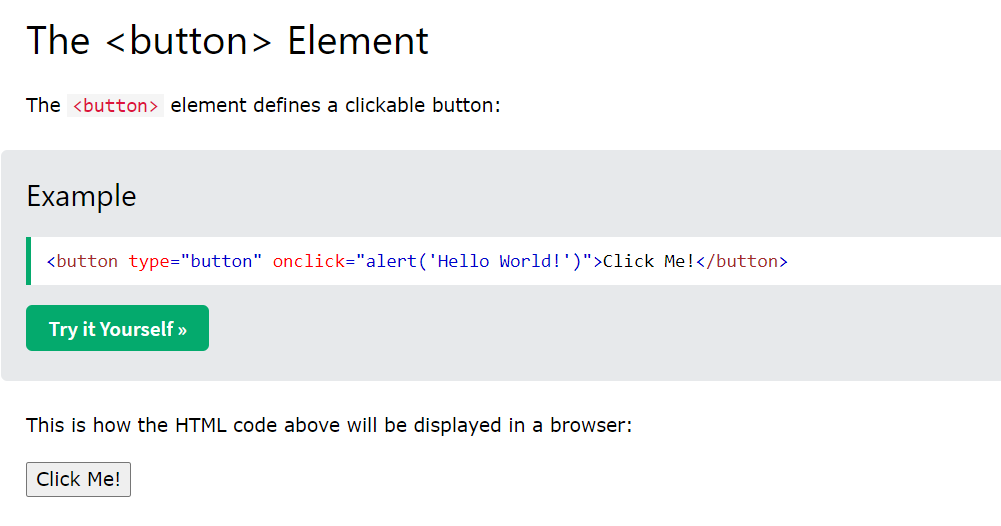 The <button> Element
The <button> element defines a clickable button:
Example
<button type="button" onclick="alert('Hello World!')">Click Me!</button>
Try it Yourself »
This is how the HTML code above will be displayed in a browser:
Click Me!